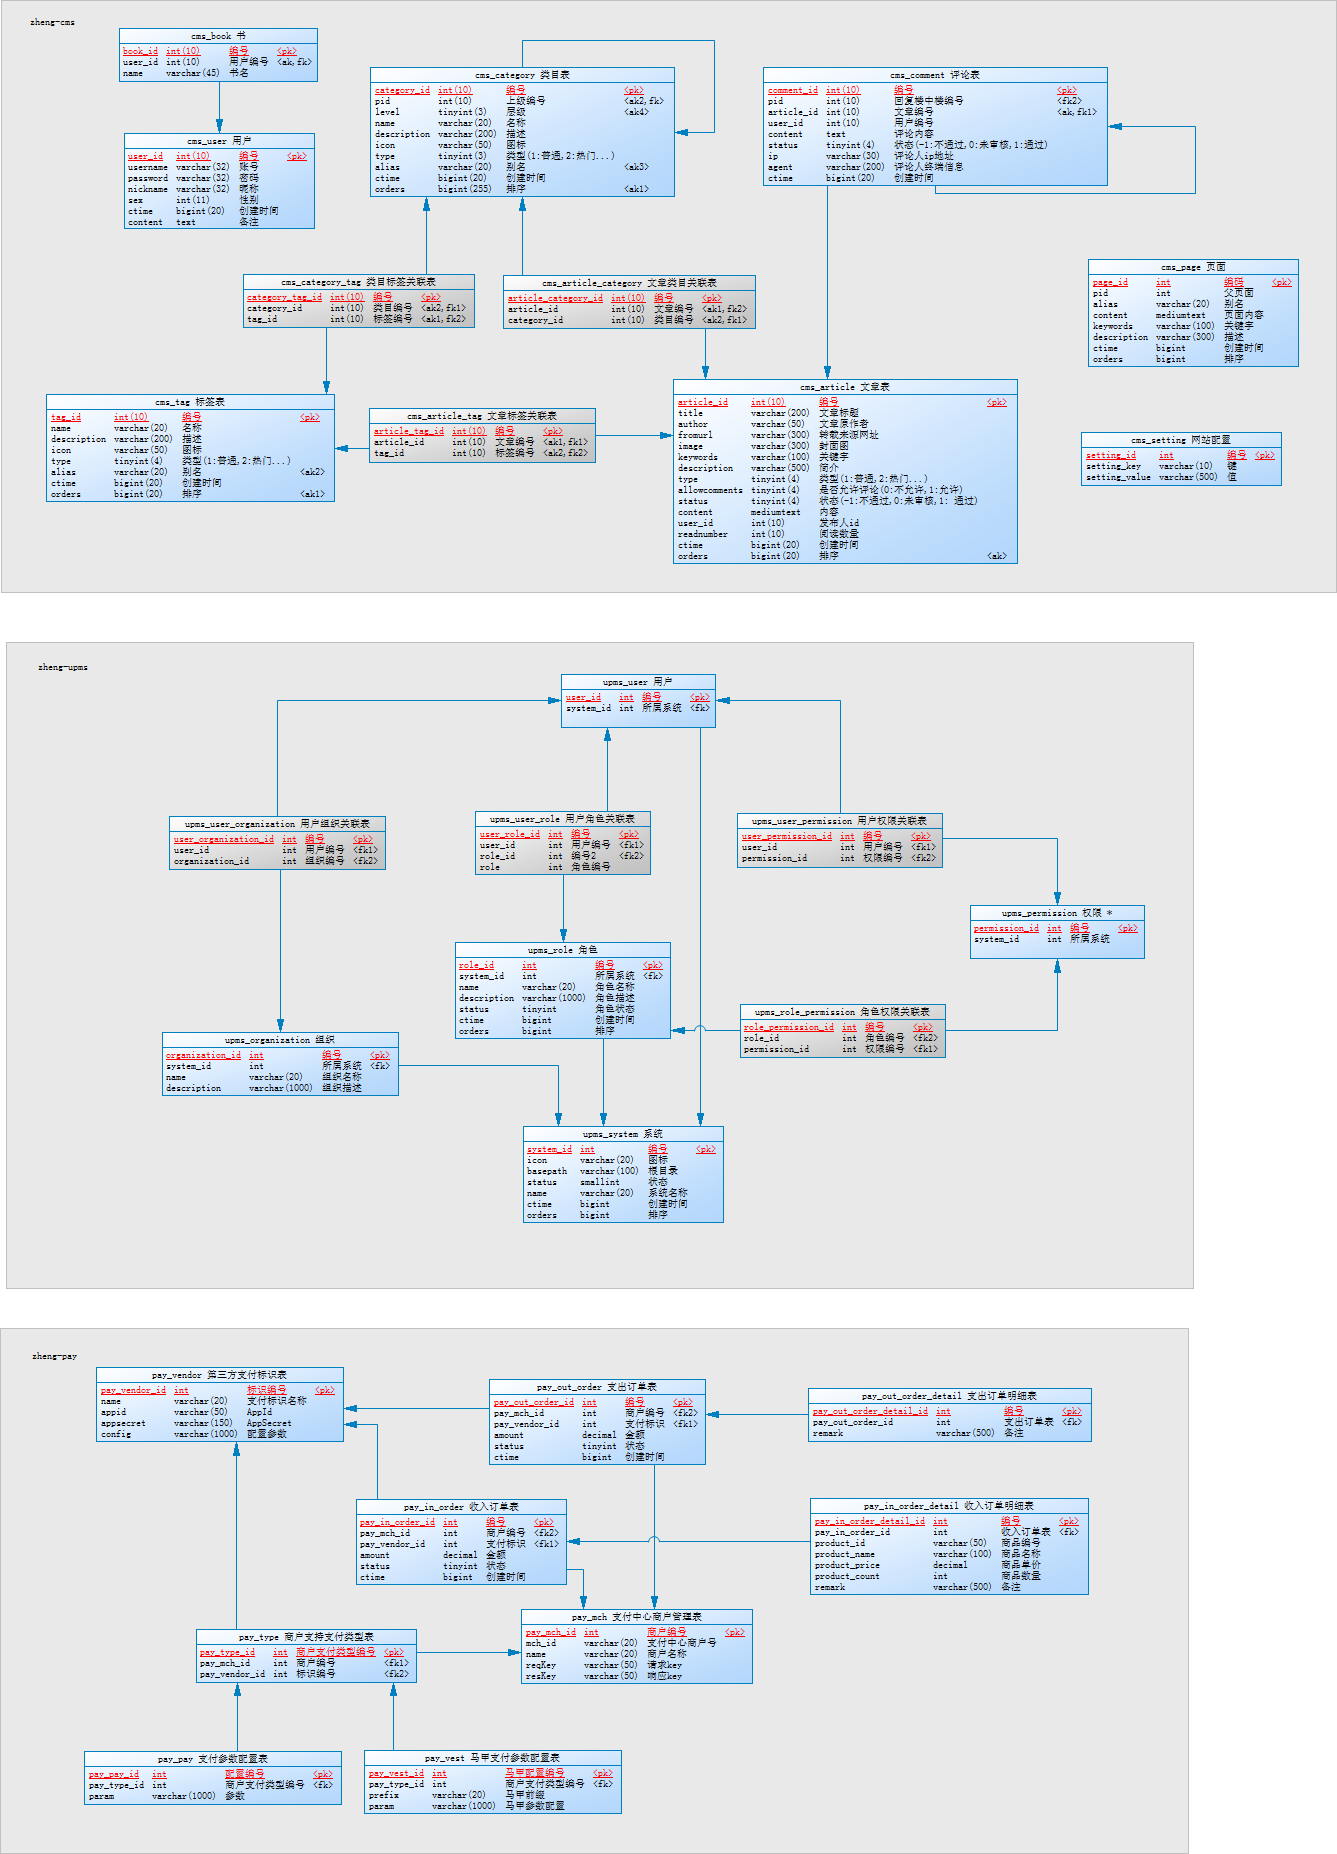 zheng-cms
cms_book 书
book_id int(10) 编号 <pk>
user_id int(10) 用户编号 <ak,fk>
name varchar(45) 书名
cms_user 用户
user_id int(10) 编号 <pk>
username varchar(32) 账号
password varchar(32) 密码
nickname varchar(32) 昵称
sex int(11) 性别
ctime bigint(20) 创建时间
content text 备注
cms_category 类目表
category_id int(10) 编号 <pk>
pid int(10) 上级编号 <ak2,fk>
level tinyint(3) 层级 <ak4>
name varchar(20) 名称
description varchar(200) 描述
icon varchar(50) 图标
type tinyint(3) 类型(1:普通,2:热门...)
alias varchar(20) 别名 <ak3>
ctime bigint(20) 创建时间
orders bigint(255) 排序 <ak1>
cms_comment 评论表
comment_id int(10) 编号 <pk>
pid int(10) 回复楼中楼编号 <fk2>
article_id int(10) 文章编号 <ak,fk1>
user_id int(10) 用户编号
content text 评论内容
status tinyint(4) 状态(-1:不通过,0:未审核,1:通过)
ip varchar(30) 评论人ip地址
agent varchar(200) 评论人终端信息
ctime bigint(20) 创建时间
cms_category_tag 类目标签关联表
category_tag_id int(10) 编号 <pk>
category_id int(10) 类目编号 <ak2,fk1>
tag_id int(10) 标签编号 <ak1,fk2>
cms_article_category 文章类目关联表
article_category_id int(10) 编号 <pk>
article_id int(10) 文章编号 <ak1,fk2>
category_id int(10) 类目编号 <ak2,fk1>
cms_page 页面
page_id int 编码 <pk>
pid int 父页面
alias varchar(20) 别名
content mediumtext 页面内容
keywords varchar(100) 关键字
description varchar(300) 描述
ctime bigint 创建时间
orders bigint 排序
cms_tag 标签表
tag_id int(10) 编号 <pk>
name varchar(20) 名称
description varchar(200) 描述
icon varchar(50) 图标
type tinyint(4) 类型(1:普通,2:热门...)
alias varchar(20) 别名 <ak2>
ctime bigint(20) 创建时间
orders bigint(20) 排序 <ak1>
cms_article_tag 文章标签关联表
article_tag_id int(10) 编号 <pk>
article_id int(10) 文章编号 <ak1,fk1>
tag_id int(10) 标签编号 <ak2,fk2>
cms_article 文章表
article_id int(10) 编号 <pk>
title varchar(200) 文章标题
author varchar(50) 文章原作者
fromurl varchar(300) 转载来源网址
image varchar(300) 封面图
keywords varchar(100) 关键字
description varchar(500) 简介
type tinyint(4) 类型(1:普通,2:热门...)
allowcomments tinyint(4) 是否允许评论(0:不允许,1:允许)
status tinyint(4) 状态(-1:不通过,0:未审核,1: 通过)
content mediumtext 内容
user_id int(10) 发布人id
readnumber int(10) 阅读数量
ctime bigint(20) 创建时间
orders bigint(20) 排序 <ak>
cms_setting 网站配置
setting_id int 编号 <pk>
setting_key varchar(10) 键
setting_value varchar(500) 值
zheng-upms
upms_user 用户
user_id int 编号 <pk>
system_id int 所属系统 <fk>
upms_user_organization 用户组织关联表
user_organization_id int 编号 <pk>
user_id int 用户编号 <fk1>
organization_id int 组织编号 <fk2>
upms_user_role 用户角色关联表
user_role_id int 编号 <pk>
user_id int 用户编号 <fk1>
role_id int 编号2 <fk2>
role int 角色编号
upms_user_permission 用户权限关联表
user_permission_id int 编号 <pk>
user_id int 用户编号 <fk1>
permission_id int 权限编号 <fk2>
upms_permission 权限 *
permission_id int 编号 <pk>
system_id int 所属系统
upms_role 角色
role_id int 编号 <pk>
system_id int 所属系统 <fk>
name varchar(20) 角色名称
description varchar(1000) 角色描述
status tinyint 角色状态
ctime bigint 创建时间
orders bigint 排序
upms_role_permission 角色权限关联表
role_permission_id int 编号 <pk>
role_id int 角色编号 <fk2>
permission_id int 权限编号 <fk1>
upms_organization 组织
organization_id int 编号 <pk>
system_id int 所属系统 <fk>
name varchar(20) 组织名称
description varchar(1000) 组织描述
upms_system 系统
system_id int 编号 <pk>
icon varchar(20) 图标
basepath varchar(100) 根目录
status smallint 状态
name varchar(20) 系统名称
ctime bigint 创建时间
orders bigint 排序
zheng-pay
pay_vendor 第三方支付标识表
pay_vendor_id int 标识编号 <pk>
name varchar(20) 支付标识名称
appid varchar(50) AppId
appsecret varchar(150) AppSecret
config varchar(1000) 配置参数
pay_out_order 支出订单表
pay_out_order_id int 编号 <pk>
pay_mch_id int 商户编号 <fk2>
pay_vendor_id int 支付标识 <fk1>
amount decimal 金额
status tinyint 状态
ctime bigint 创建时间
pay_out_order_detail 支出订单明细表
pay_out_order_detail_id int 编号 <pk>
pay_out_order_id int 支出订单表 <fk>
remark varchar(500) 备注
pay_in_order 收入订单表
pay_in_order_id int 编号 <pk>
pay_mch_id int 商户编号 <fk2>
pay_vendor_id int 支付标识 <fk1>
amount decimal 金额
status tinyint 状态
ctime bigint 创建时间
pay_in_order_detail 收入订单明细表
pay_in_order_detail_id int 编号 <pk>
pay_in_order_id int 收入订单表 <fk>
product_id varchar(50) 商品编号
product_name varchar(100) 商品名称
product_price decimal 商品单价
product_count int 商品数量
remark varchar(500) 备注
pay_mch 支付中心商户管理表
pay_mch_id int 商户编号 <pk>
mch_id varchar(20) 支付中心商户号
name varchar(20) 商户名称
reqKey varchar(50) 请求key
resKey varchar(50) 响应key
pay_type 商户支持支付类型表
pay_type_id int 商户支付类型编号 <pk>
pay_mch_id int 商户编号 <fk1>
pay_vendor_id int 标识编号 <fk2>
pay_pay 支付参数配置表
pay_pay_id int 配置编号 <pk>
pay_type_id int 商户支付类型编号 <fk>
param varchar(1000) 参数
pay_vest 马甲支付参数配置表
pay_vest_id int 马甲配置编号 <pk>
pay_type_id int 商户支付类型编号 <fk>
prefix varchar(20) 马甲前缀
param varchar(1000) 马甲参数配置